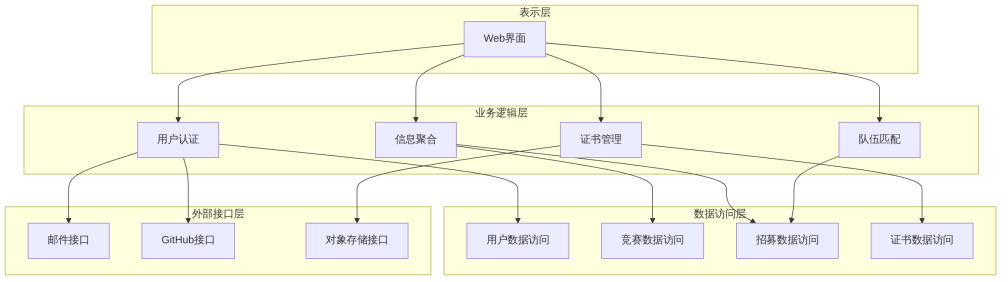 表示层
Web界面
业务逻辑层
用户认证
信息聚合
证书管理
队伍匹配
外部接口层
邮件接口
GitHub接口
对象存储接口
数据访问层
用户数据访问
竞赛数据访问
招募数据访问
证书数据访问